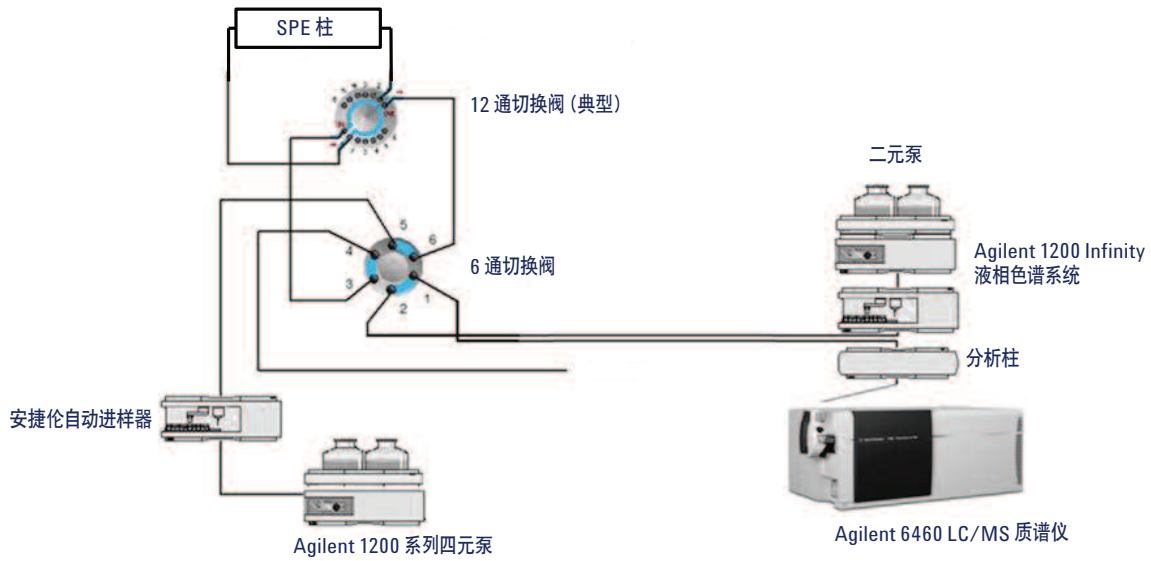 SPE 柱
12 通切换阀 (典型)
二元泵
5
6
4
3
1
2
6 通切换阀
Agilent 1200 Infinity
液相色谱系统
分析柱
安捷伦自动进样器
Agilent 1200 系列四元泵
Agilent 6460 LC/MS 质谱仪